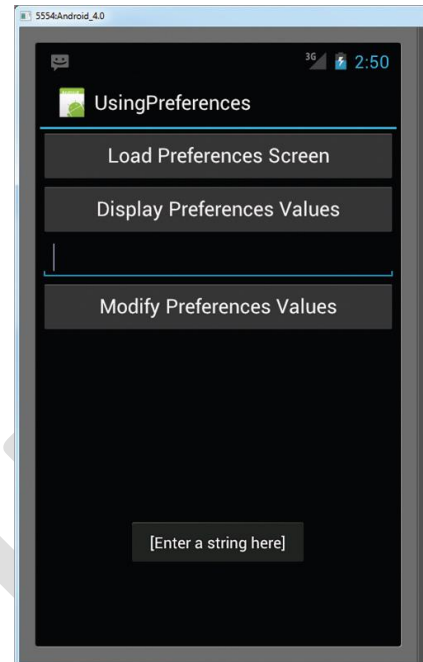 5554:Android_4.0
3G 2:50
UsingPreferences
Load Preferences Screen
Display Preferences Values
Modify Preferences Values
[Enter a string here]